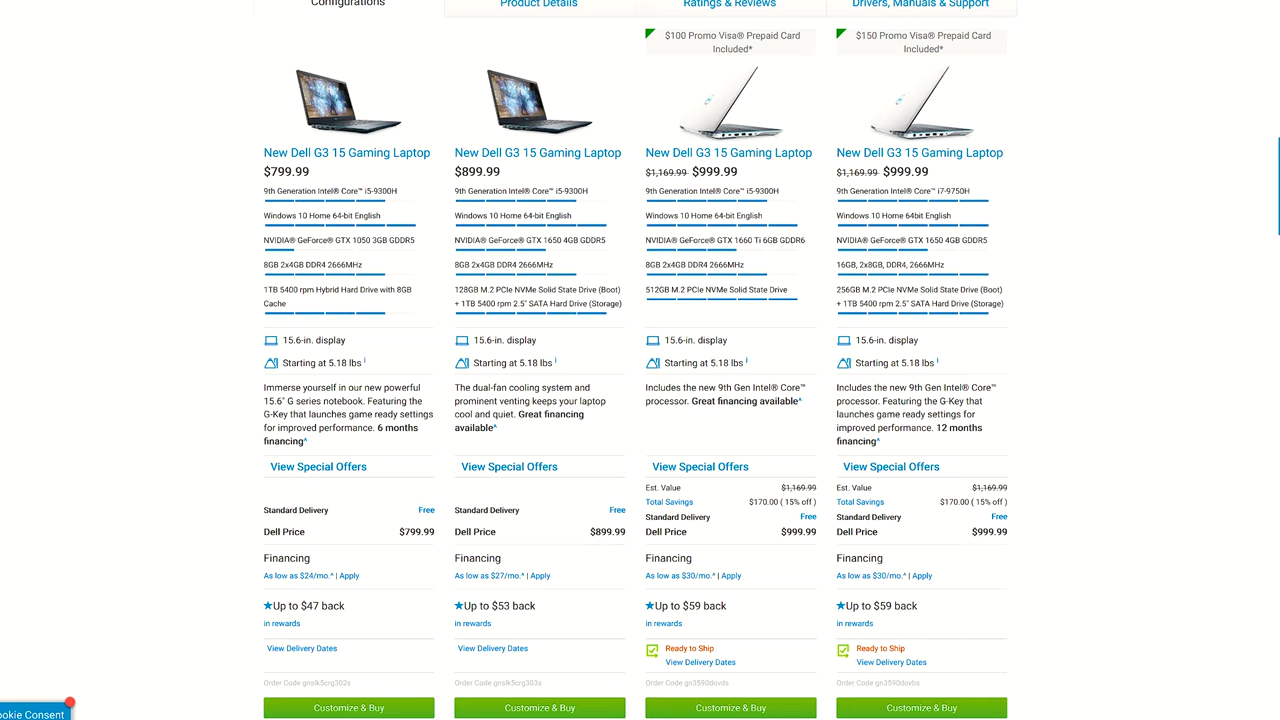 Configurations
Product Details
Ratings & Reviews
Drivers, Manuals & Support
$100 Promo Visa® Prepaid Card
Included*
$150 Promo Visa® Prepaid Card
Included*
New Dell G3 15 Gaming Laptop
$799.99
9th Generation Intel® Core™ i5-9300H
Windows 10 Home 64-bit English
NVIDIA® GeForce® GTX 1050 3GB GDDR5
8GB 2x4GB DDR4 2666MHz
1TB 5400 rpm Hybrid Hard Drive with 8GB
Cache
15.6-in. display
Starting at 5.18 lbs i
Immerse yourself in our new powerful
15.6" G series notebook. Featuring the
G-Key that launches game ready settings
for improved performance. 6 months
financing^
View Special Offers
Standard Delivery Free
Dell Price $799.99
Financing
As low as $24/mo.^ | Apply
Up to $47 back
in rewards
View Delivery Dates
Order Code gnslk5crg302s
Customize & Buy
New Dell G3 15 Gaming Laptop
$899.99
9th Generation Intel® Core™ i5-9300H
Windows 10 Home 64-bit English
NVIDIA® GeForce® GTX 1650 4GB GDDR5
8GB 2x4GB DDR4 2666MHz
128GB M.2 PCIe NVMe Solid State Drive (Boot)
+ 1TB 5400 rpm 2.5" SATA Hard Drive (Storage)
15.6-in. display
Starting at 5.18 lbs i
The dual-fan cooling system and
prominent venting keeps your laptop
cool and quiet. Great financing
available^
View Special Offers
Standard Delivery Free
Dell Price $899.99
Financing
As low as $27/mo.^ | Apply
Up to $53 back
in rewards
View Delivery Dates
Order Code gnslk5crg303s
Customize & Buy
New Dell G3 15 Gaming Laptop
$1,169.99 $999.99
9th Generation Intel® Core™ i5-9300H
Windows 10 Home 64-bit English
NVIDIA® GeForce® GTX 1660 Ti 6GB GDDR6
8GB 2x4GB DDR4 2666MHz
512GB M.2 PCIe NVMe Solid State Drive
15.6-in. display
Starting at 5.18 lbs i
Includes the new 9th Gen Intel® Core™
processor. Great financing available^
View Special Offers
Est. Value $1,169.99
Total Savings $170.00 ( 15% off )
Standard Delivery Free
Dell Price $999.99
Financing
As low as $30/mo.^ | Apply
Up to $59 back
in rewards
Ready to Ship
View Delivery Dates
Order Code gn3590dovds
Customize & Buy
New Dell G3 15 Gaming Laptop
$1,169.99 $999.99
9th Generation Intel® Core™ i7-9750H
Windows 10 Home 64bit English
NVIDIA® GeForce® GTX 1650 4GB GDDR5
16GB, 2x8GB, DDR4, 2666MHz
256GB M.2 PCIe NVMe Solid State Drive (Boot)
+ 1TB 5400 rpm 2.5" SATA Hard Drive (Storage)
15.6-in. display
Starting at 5.18 lbs i
Includes the new 9th Gen Intel® Core™
processor. Featuring the G-Key that
launches game ready settings for
improved performance. 12 months
financing^
View Special Offers
Est. Value $1,169.99
Total Savings $170.00 ( 15% off )
Standard Delivery Free
Dell Price $999.99
Financing
As low as $30/mo.^ | Apply
Up to $59 back
in rewards
Ready to Ship
View Delivery Dates
Order Code gn3590ovbs
Customize & Buy
ookie Consent